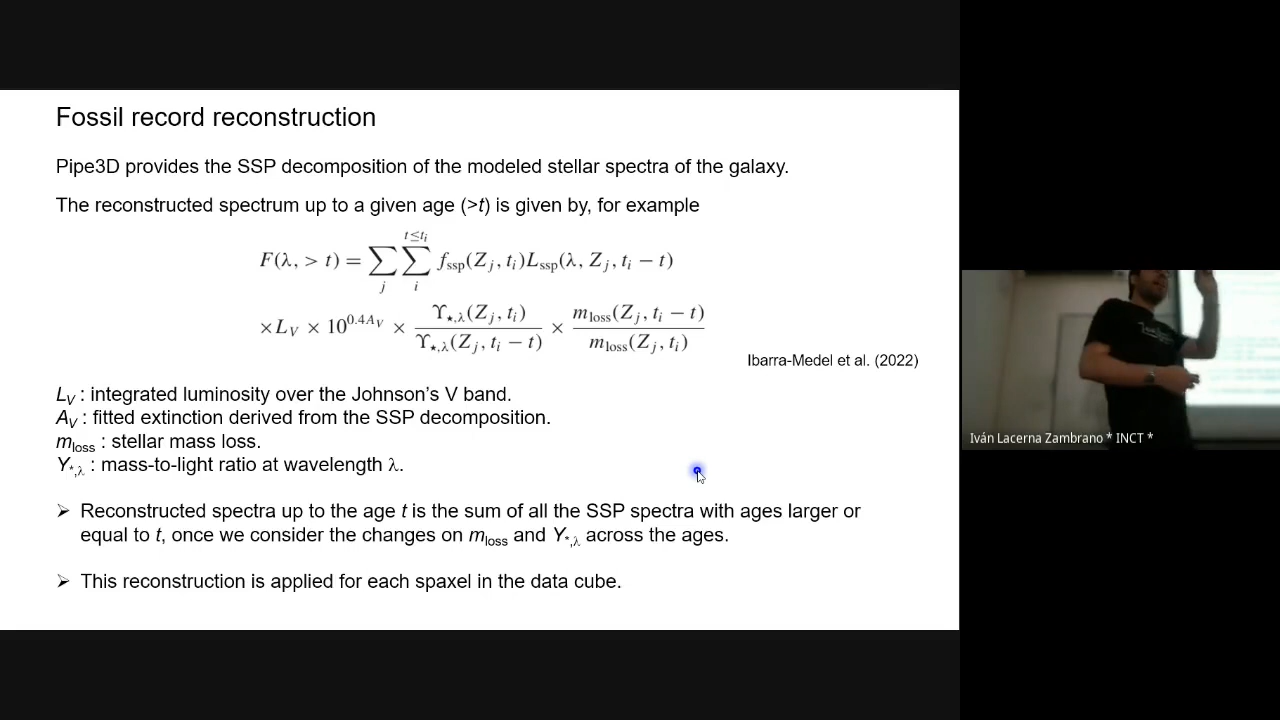 Fossil record reconstruction
Pipe3D provides the SSP decomposition of the modeled stellar spectra of the galaxy.
The reconstructed spectrum up to a given age (>t) is given by, for example
F(λ, > t) = ∑_j ∑_i^{t≤t_i} f_ssp(Z_j, t_i)L_ssp(λ, Z_j, t_i − t)
×L_V × 10^{0.4A_V} × ϒ_{⋆,λ}(Z_j, t_i) / ϒ_{⋆,λ}(Z_j, t_i − t) × m_loss(Z_j, t_i − t) / m_loss(Z_j, t_i)
Ibarra-Medel et al. (2022)
L_V : integrated luminosity over the Johnson's V band.
A_V : fitted extinction derived from the SSP decomposition.
m_loss : stellar mass loss.
Υ_{*,λ} : mass-to-light ratio at wavelength λ.
➢ Reconstructed spectra up to the age t is the sum of all the SSP spectra with ages larger or
equal to t, once we consider the changes on m_loss and Υ_{*,λ} across the ages.
➢ This reconstruction is applied for each spaxel in the data cube.
Iván Lacerna Zambrano * INCT *